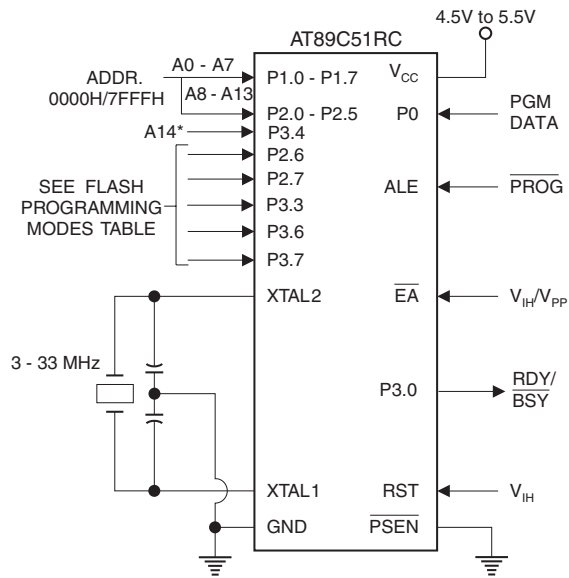 4.5V to 5.5V
AT89C51RC
A0 - A7
ADDR.
0000H/7FFFH
A8 - A13
A14*
SEE FLASH
PROGRAMMING
MODES TABLE
3 - 33 MHz
P1.0 - P1.7
P2.0 - P2.5
P3.4
P2.6
P2.7
P3.3
P3.6
P3.7
XTAL2
XTAL1
GND
VCC
P0
ALE
EA
P3.0
RST
PSEN
PGM
DATA
PROG
VIH/VPP
RDY/
BSY
VIH